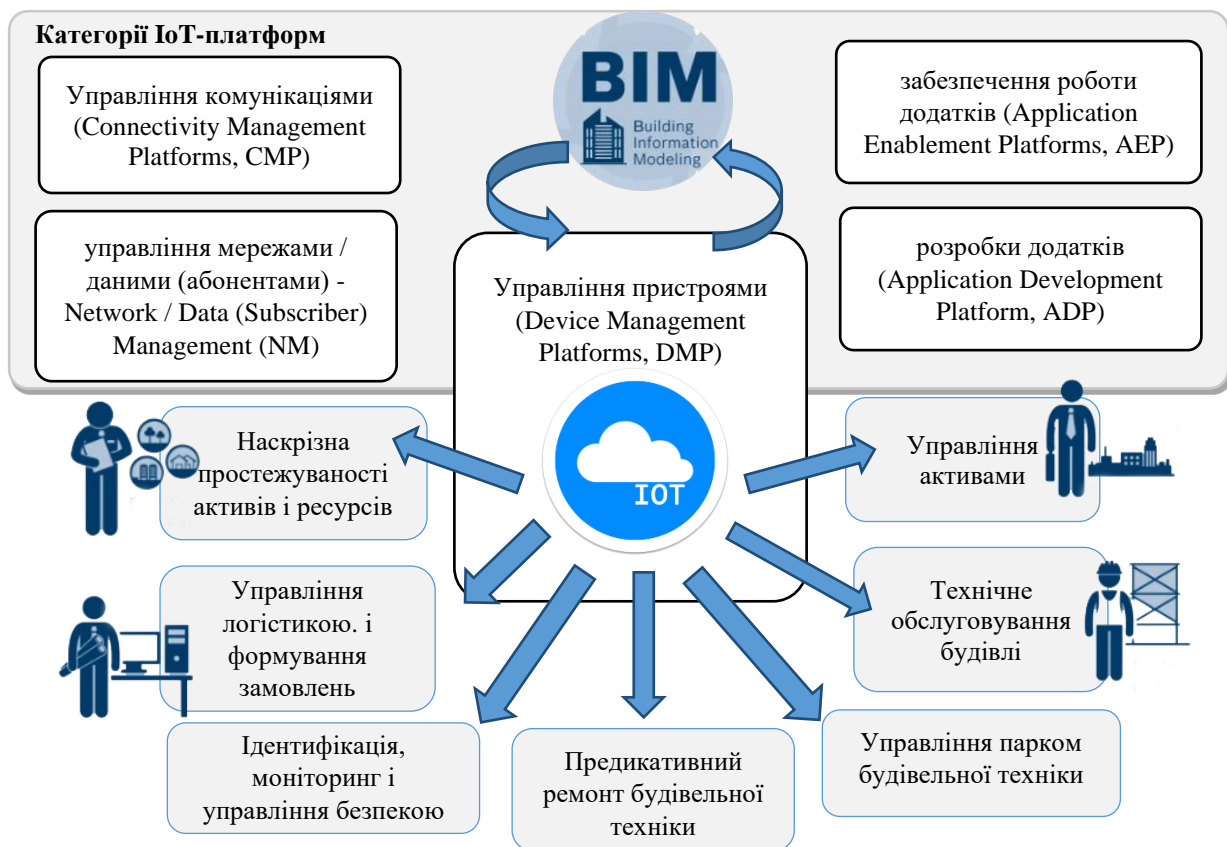 Категорії IoT-платформ
Управління комунікаціями
(Connectivity Management
Platforms, CMP)
управління мережами /
даними (абонентами) -
Network / Data (Subscriber)
Management (NM)
BIM
Building
Information
Modeling
забезпечення роботи
додатків (Application
Enablement Platforms, AEP)
розробки додатків
(Application Development
Platform, ADP)
Управління пристроями
(Device Management
Platforms, DMP)
IOT
Наскрізна
простежуваності
активів і ресурсів
Управління
активами
Управління
логістикою. і
формування
замовлень
Технічне
обслуговування
будівлі
Ідентифікація,
моніторинг і
управління безпекою
Предикативний
ремонт будівельної
техніки
Управління парком
будівельної техніки